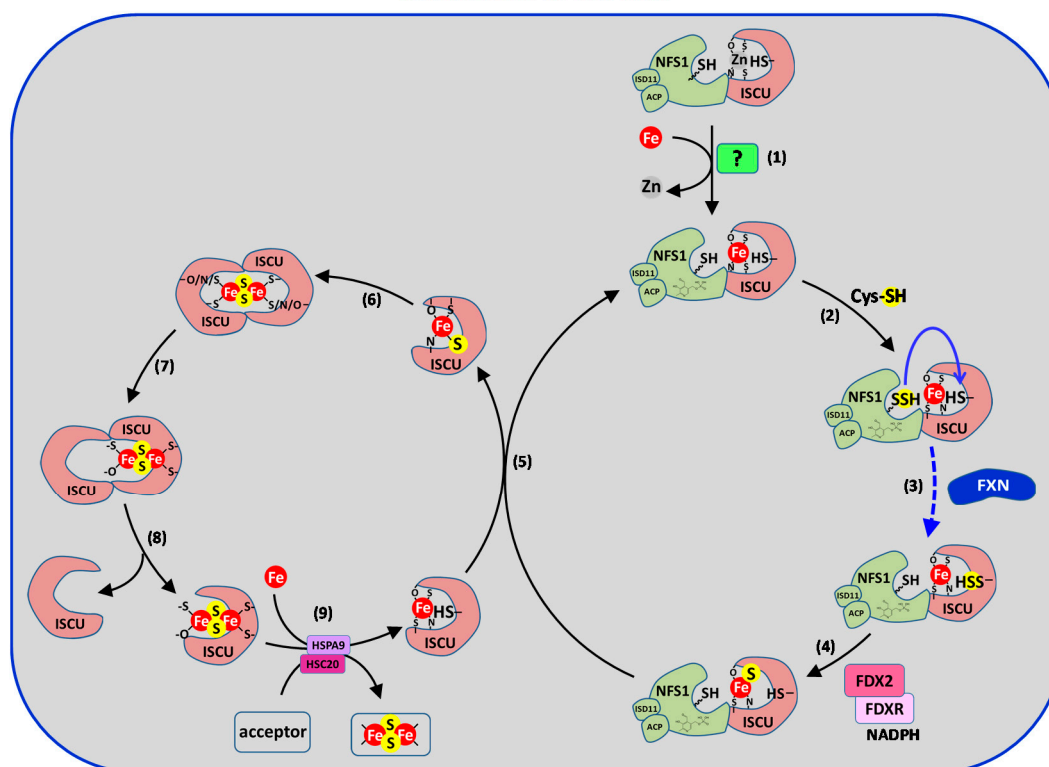 NFS1
SH
O
S
Zn
HS–
N
S
ISD11
ACP
ISCU
Fe
?
(1)
Zn
NFS1
SH
O
S
Fe
HS–
N
ISD11
ACP
ISCU
(2)
Cys-SH
NFS1
SSH
O
S
Fe
HS–
S
N
ISD11
ACP
ISCU
(3)
FXN
NFS1
SH
O
S
Fe
HSS–
S
N
ISD11
ACP
ISCU
(4)
FDX2
FDXR
NADPH
NFS1
SH
O
S
Fe
HS–
S
N
ISD11
ACP
ISCU
(5)
O
S
Fe
N
S
ISCU
(6)
ISCU
–O/N/S
S
S–
Fe
Fe
–S
S
S/N/O–
ISCU
(7)
ISCU
-S
S
S-
Fe
Fe
-O
S
S-
ISCU
(8)
ISCU
-S
S
S-
Fe
Fe
-O
S
S-
ISCU
Fe
(9)
HSPA9
HSC20
O
S
Fe
HS–
S
N
ISCU
acceptor
S
Fe
Fe
S